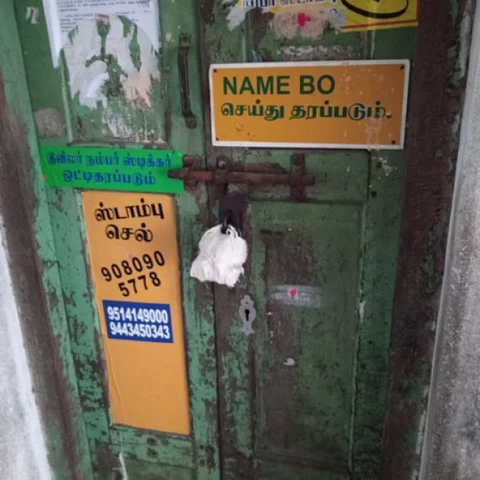 NAME BO
செய்து தரப்படும்.
டூவீலர் நம்பர் ஸ்டிக்கர்
ஒட்டிதரப்படும்
ஸ்டாம்பு
செல்
908090
5778
9514149000
9443450343